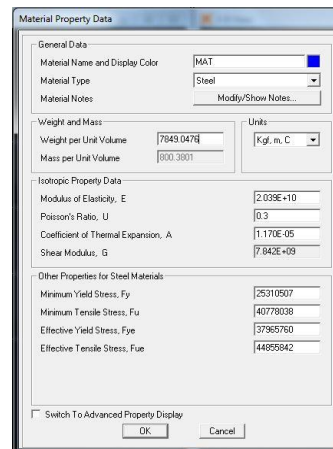 Material Property Data
General Data
Material Name and Display Color MAT
Material Type Steel
Material Notes Modify/Show Notes...
Weight and Mass
Units
Weight per Unit Volume 7849.0476
Kgf, m, C
Mass per Unit Volume 800.3801
Isotropic Property Data
Modulus of Elasticity, E 2.039E+10
Poisson's Ratio, U 0.3
Coefficient of Thermal Expansion, A 1.170E-05
Shear Modulus, G 7.842E+09
Other Properties for Steel Materials
Minimum Yield Stress, Fy 25310507
Minimum Tensile Stress, Fu 40778038
Effective Yield Stress, Fye 37965760
Effective Tensile Stress, Fue 44855842
Switch To Advanced Property Display
OK Cancel